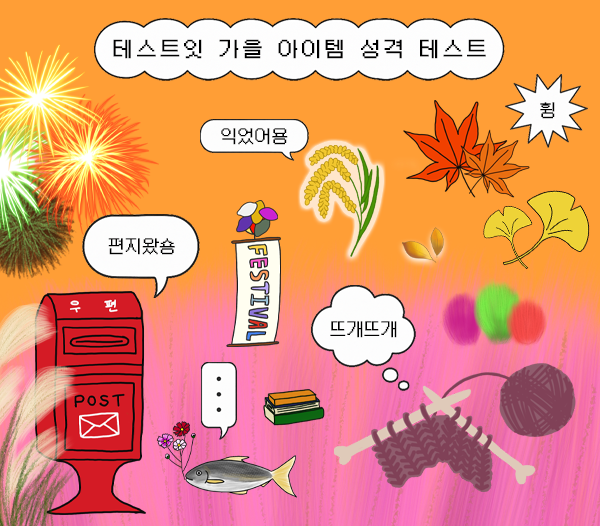 테스트잇 가을 아이템 성격 테스트
휭
익었어용
편지왔숑
FESTIVAL
우편
뜨개뜨개
POST
...